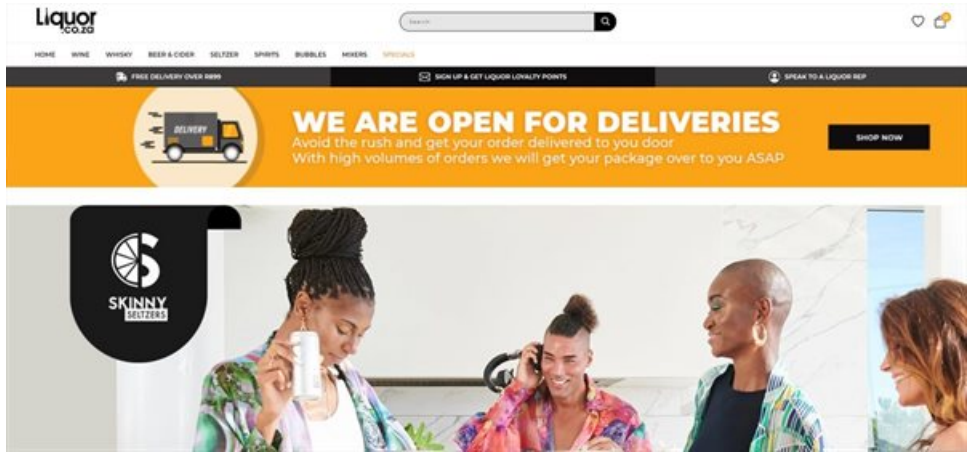 Liquor
.co.za
Search
HOME WINE WHISKY BEER & CIDER SELTZER SPIRITS BUBBLES MIXERS SPECIALS
FREE DELIVERY OVER R899 SIGN UP & GET LIQUOR LOYALTY POINTS SPEAK TO A LIQUOR REP
DELIVERY
WE ARE OPEN FOR DELIVERIES
Avoid the rush and get your order delivered to you door
With high volumes of orders we will get your package over to you ASAP
SHOP NOW
SKINNY
SELTZERS